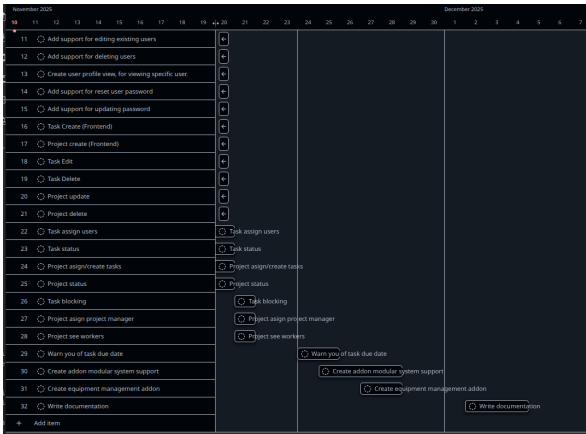 November 2025 December 2025
10 11 12 13 14 15 16 17 18 19 20 21 22 23 24 25 26 27 28 29 30 1 2 3 4 5 6 7
11 Add support for editing existing users
12 Add support for deleting users
13 Create user profile view, for viewing specific user.
14 Add support for reset user password
15 Add support for updating password
16 Task Create (Frontend)
17 Project create (Frontend)
18 Task Edit
19 Task Delete
20 Project update
21 Project delete
22 Task assign users Task assign users
23 Task status Task status
24 Project asign/create tasks Project asign/create tasks
25 Project status Project status
26 Task blocking Task blocking
27 Project asign project manager Project asign project manager
28 Project see workers Project see workers
29 Warn you of task due date Warn you of task due date
30 Create addon modular system support Create addon modular system support
31 Create equipment management addon Create equipment management addon
32 Write documentation Write documentation
+ Add item